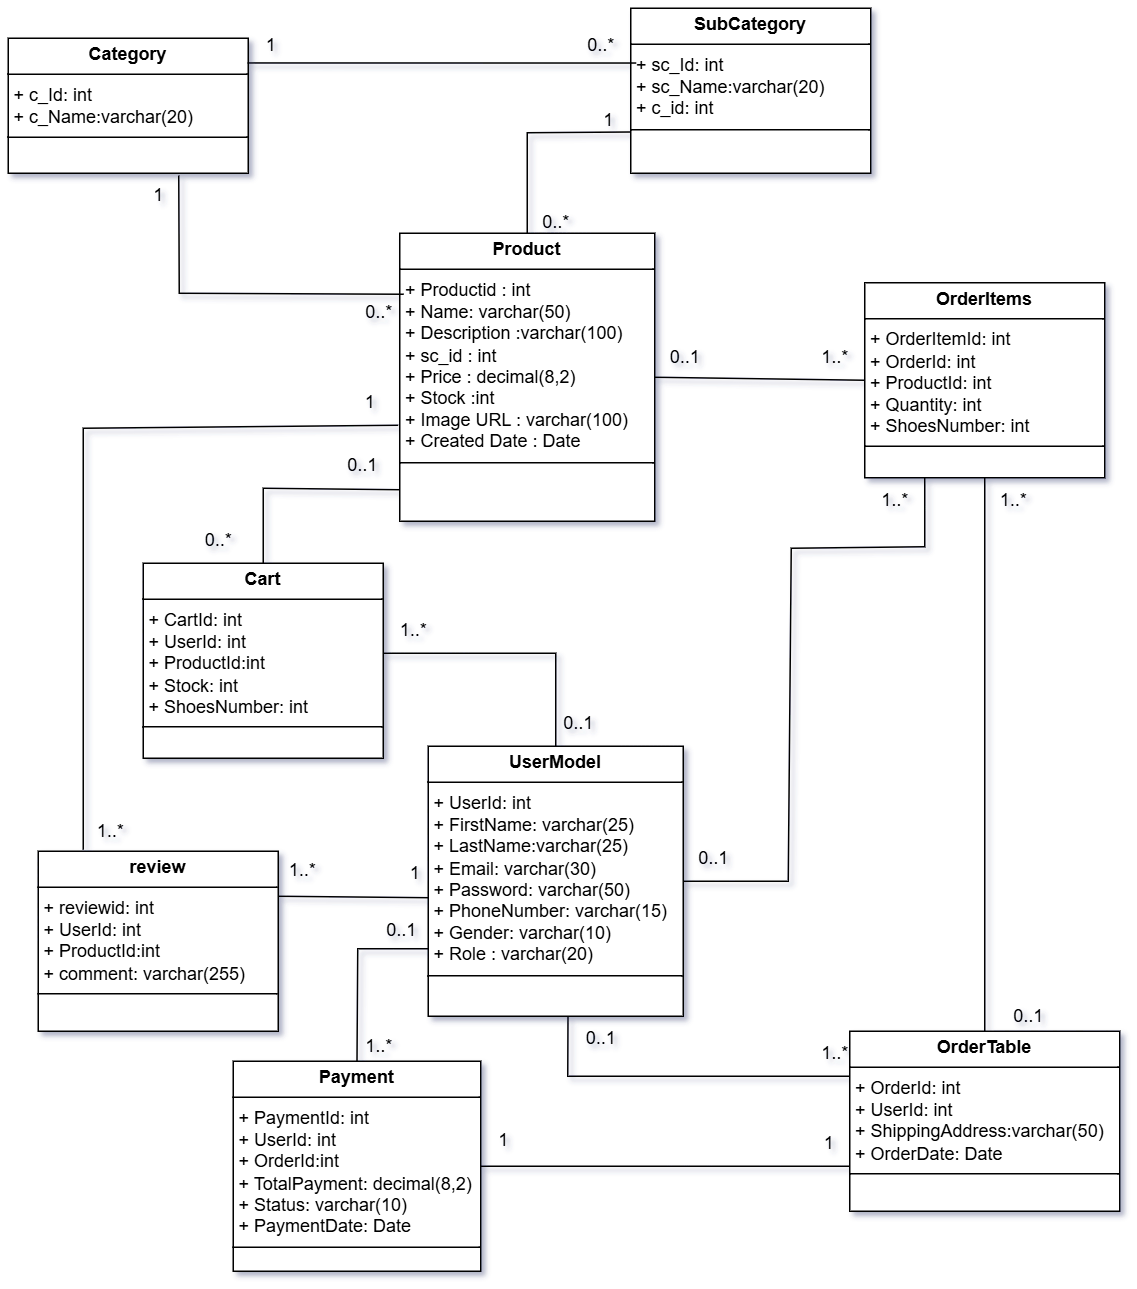 Category
+ c_Id: int
+ c_Name:varchar(20)
1
0..*
SubCategory
+ sc_Id: int
+ sc_Name:varchar(20)
+ c_id: int
1
0..*
1
0..*
Product
+ Productid : int
+ Name: varchar(50)
+ Description :varchar(100)
+ sc_id : int
+ Price : decimal(8,2)
+ Stock :int
+ Image URL : varchar(100)
+ Created Date : Date
0..1
1..*
OrderItems
+ OrderItemId: int
+ OrderId: int
+ ProductId: int
+ Quantity: int
+ ShoesNumber: int
1
0..1
0..*
1..*
1..*
Cart
+ CartId: int
+ UserId: int
+ ProductId:int
+ Stock: int
+ ShoesNumber: int
1..*
0..1
UserModel
+ UserId: int
+ FirstName: varchar(25)
+ LastName:varchar(25)
+ Email: varchar(30)
+ Password: varchar(50)
+ PhoneNumber: varchar(15)
+ Gender: varchar(10)
+ Role : varchar(20)
0..1
1..*
review
+ reviewid: int
+ UserId: int
+ ProductId:int
+ comment: varchar(255)
1..*
1
0..1
1..*
0..1
1..*
0..1
Payment
+ PaymentId: int
+ UserId: int
+ OrderId:int
+ TotalPayment: decimal(8,2)
+ Status: varchar(10)
+ PaymentDate: Date
1
1
OrderTable
+ OrderId: int
+ UserId: int
+ ShippingAddress:varchar(50)
+ OrderDate: Date